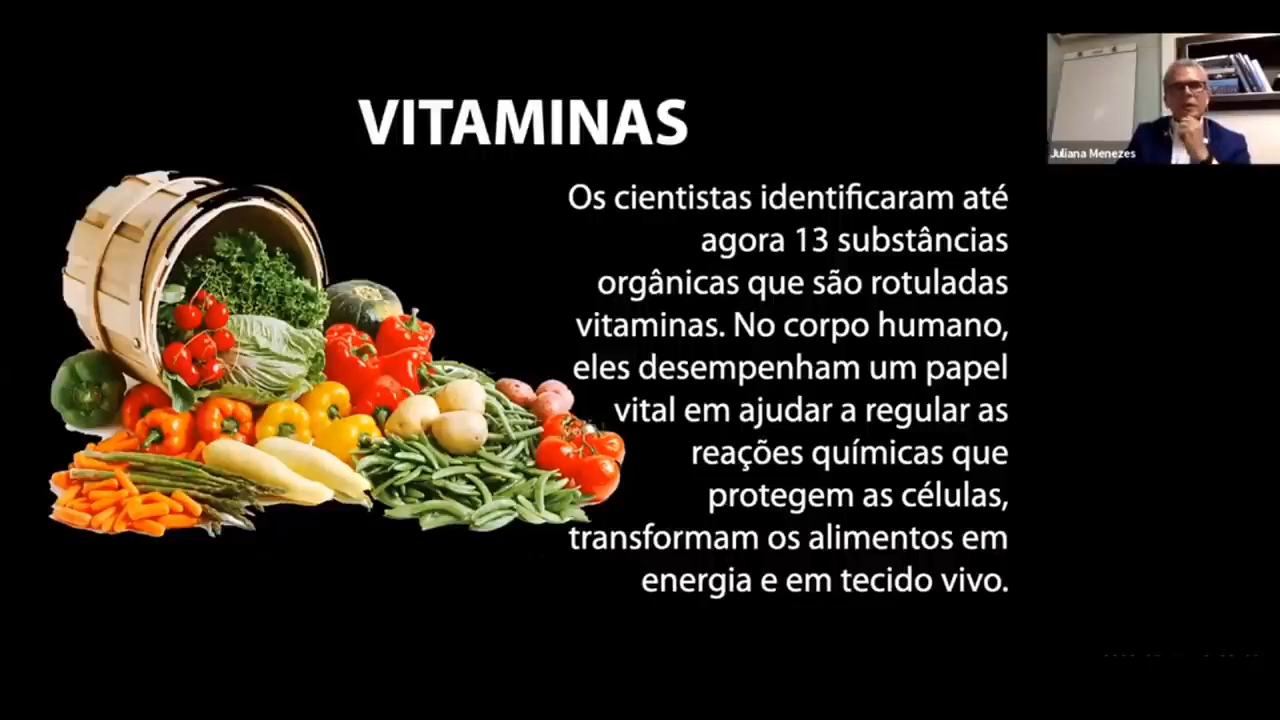 VITAMINAS
Juliana Menezes
Os cientistas identificaram até
agora 13 substâncias
orgânicas que são rotuladas
vitaminas. No corpo humano,
eles desempenham um papel
vital em ajudar a regular as
reações químicas que
protegem as células,
transformam os alimentos em
energia e em tecido vivo.